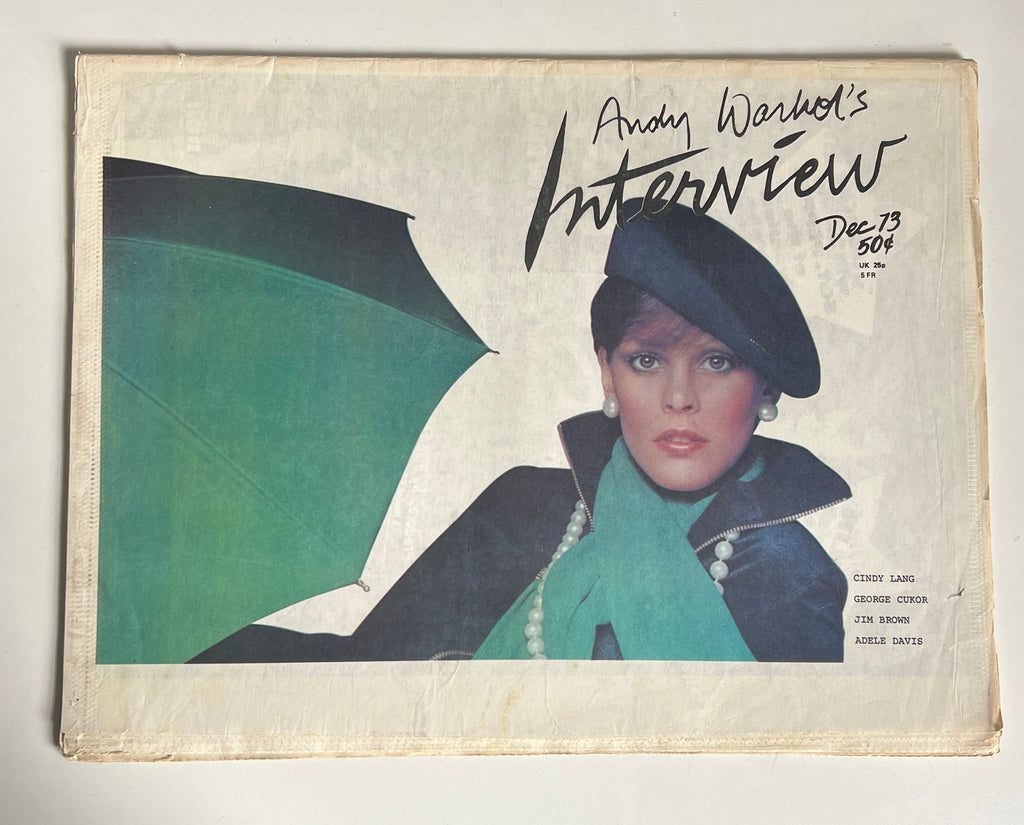 Andy Warhol's
Interview
Dec 73
50¢
UK 25p
5 FR
CINDY LANG
GEORGE CUKOR
JIM BROWN
ADELE DAVIS